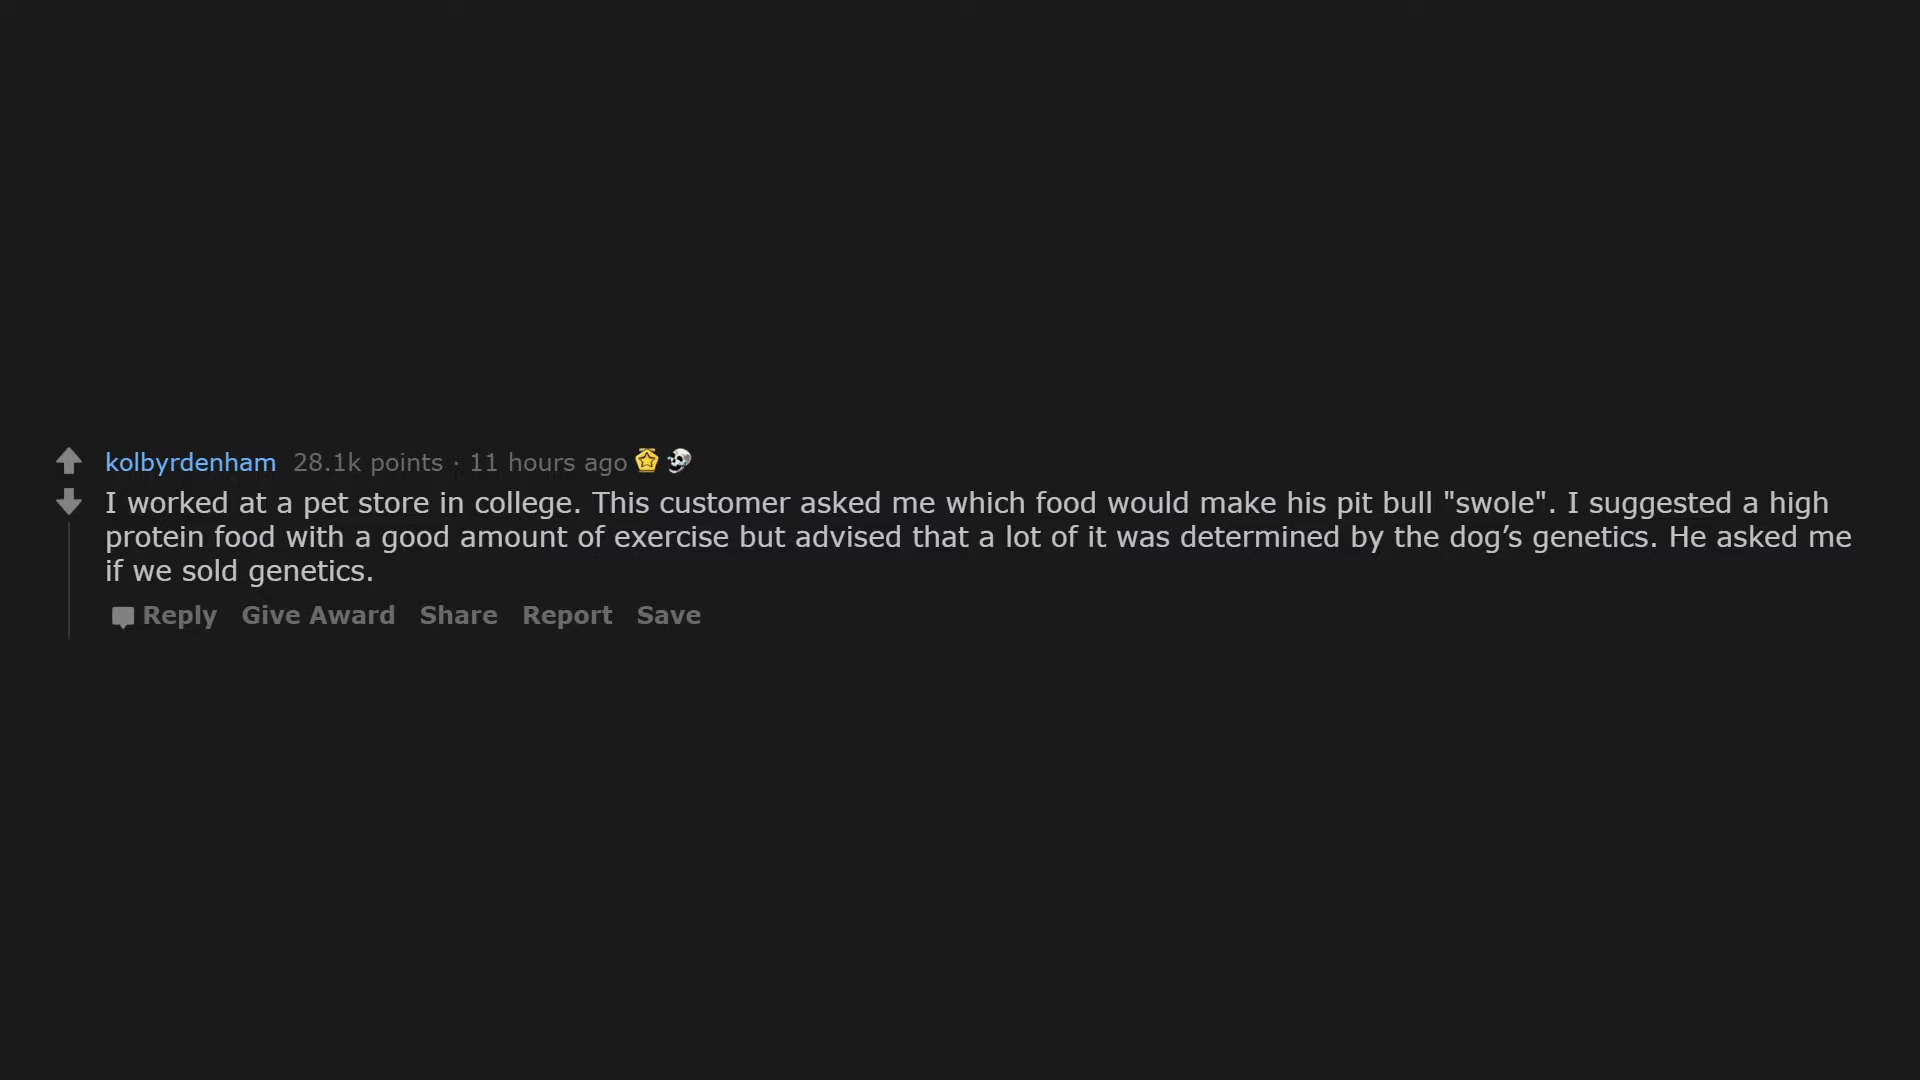 kolbyrdenham 28.1k points · 11 hours ago
I worked at a pet store in college. This customer asked me which food would make his pit bull "swole". I suggested a high
protein food with a good amount of exercise but advised that a lot of it was determined by the dog’s genetics. He asked me
if we sold genetics.
Reply Give Award Share Report Save